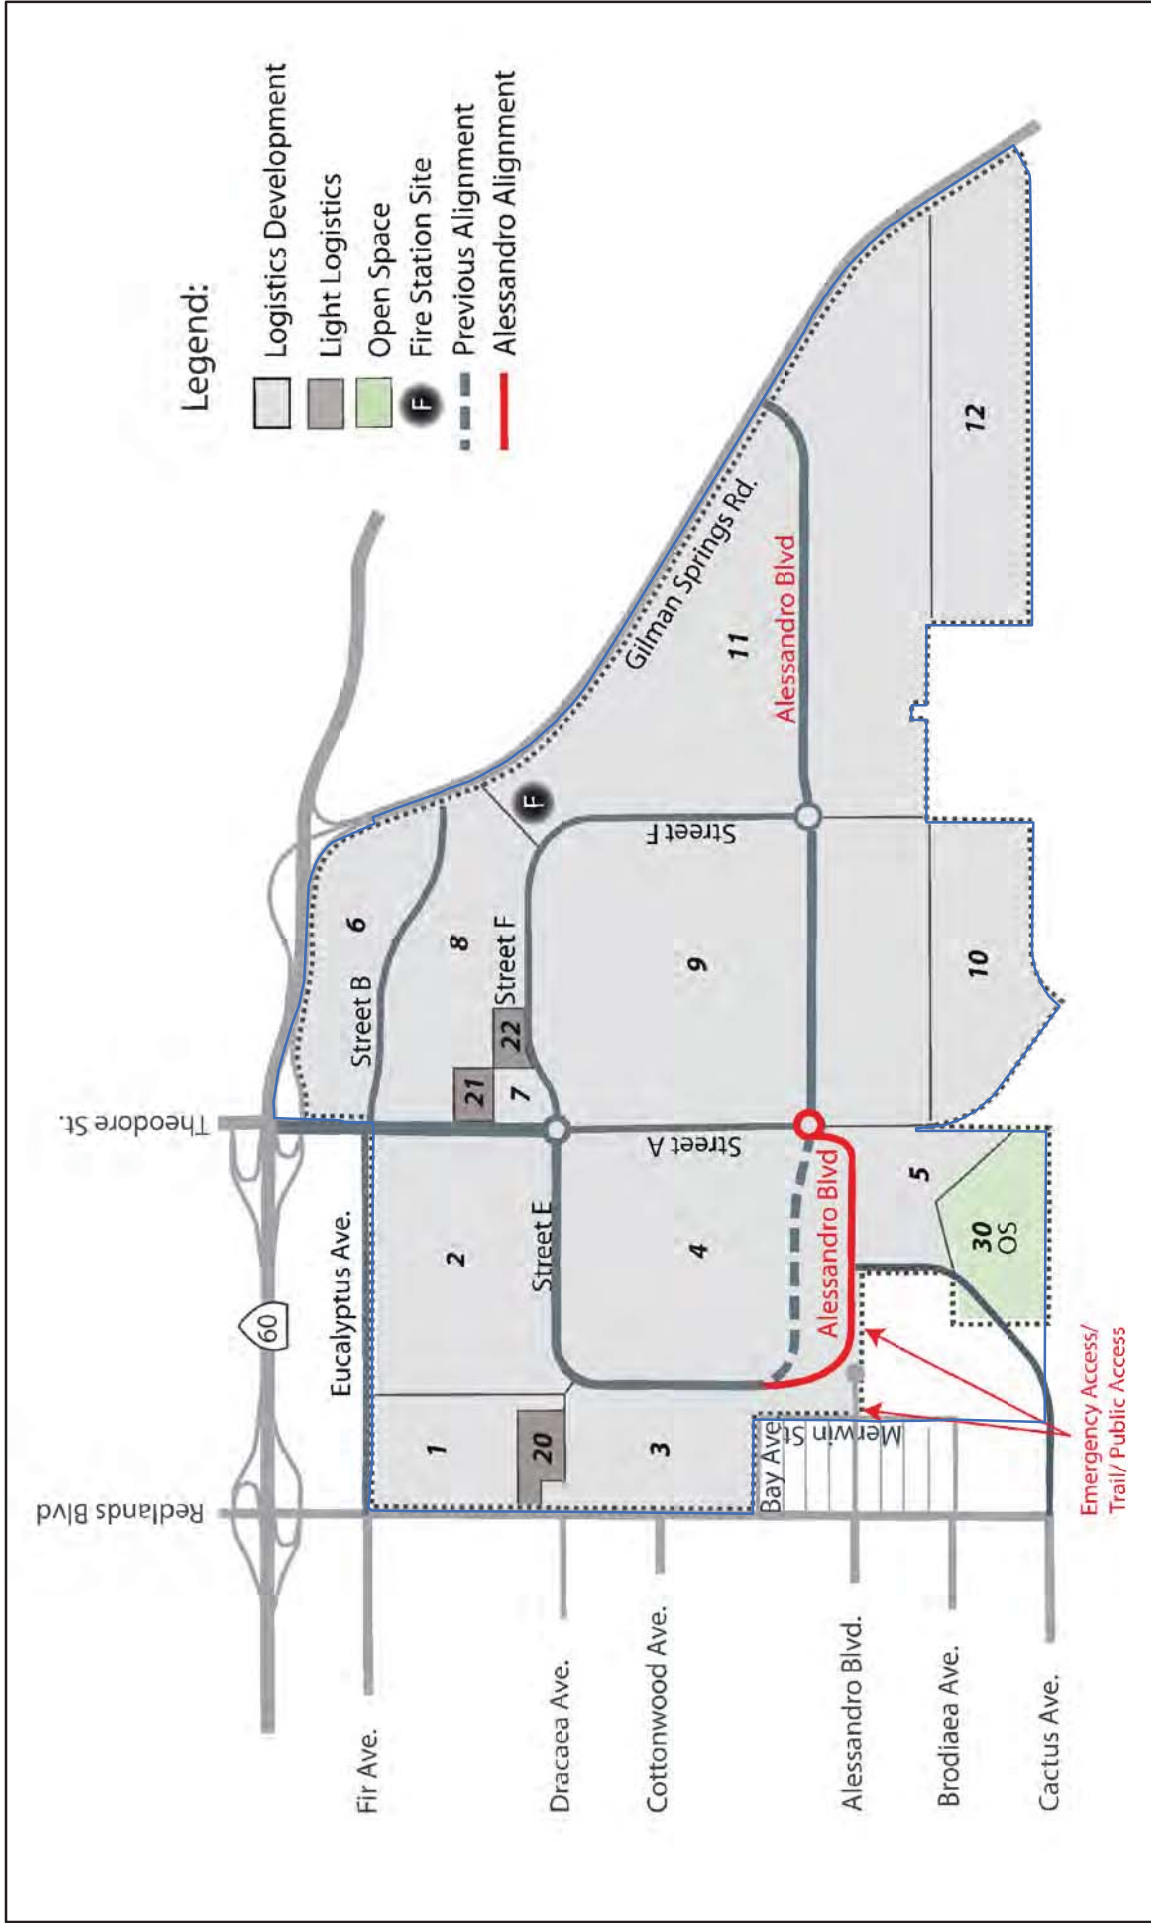 Legend:
Logistics Development
Light Logistics
Open Space
F
Fire Station Site
Previous Alignment
Alessandro Alignment
Redlands Blvd
60
Theodore St.
Fir Ave.
Eucalyptus Ave.
Street B
6
1
2
21
8
20
Street E
7
22
Street F
F
Dracaea Ave.
Cottonwood Ave.
3
4
Street A
9
Street F
Gilman Springs Rd.
11
Bay Ave
Merwin St
Alessandro Blvd
Alessandro Blvd
Alessandro Blvd.
5
Brodiaea Ave.
30
OS
10
12
Cactus Ave.
Emergency Access/
Trail/ Public Access